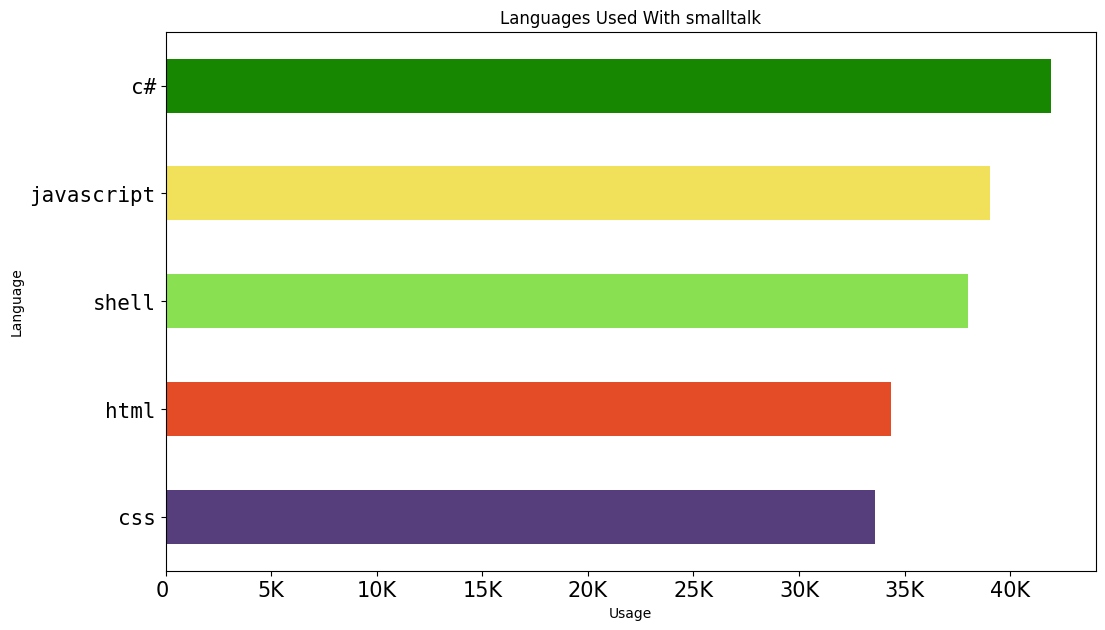 Languages Used With smalltalk
c#
javascript
shell
html
css
Language
0 5K 10K 15K 20K 25K 30K 35K 40K
Usage